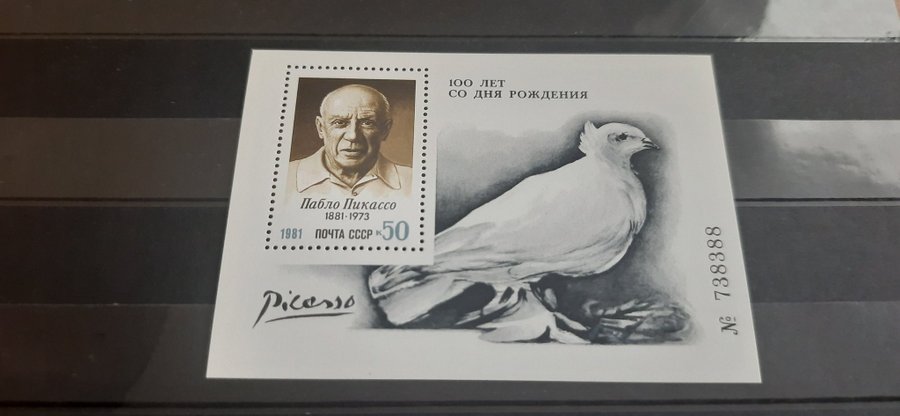 100 ЛЕТ
СО ДНЯ РОЖДЕНИЯ
Пабло Пикассо
1881·1973
1981 ПОЧТА СССР к50
Picasso
№ 738388